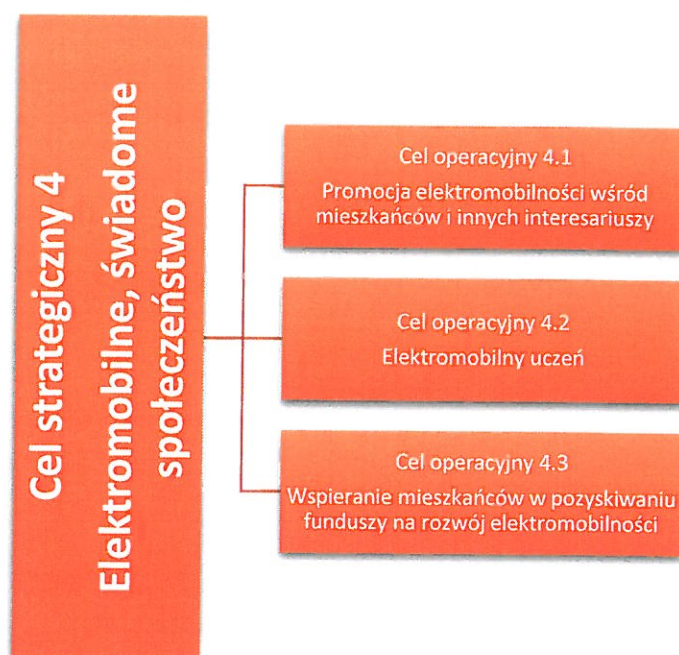 Cel strategiczny 4
Elektromobilne, świadome
społeczeństwo
Cel operacyjny 4.1
Promocja elektromobilności wśród
mieszkańców i innych interesariuszy
Cel operacyjny 4.2
Elektromobilny uczeń
Cel operacyjny 4.3
Wspieranie mieszkańców w pozyskiwaniu
funduszy na rozwój elektromobilności